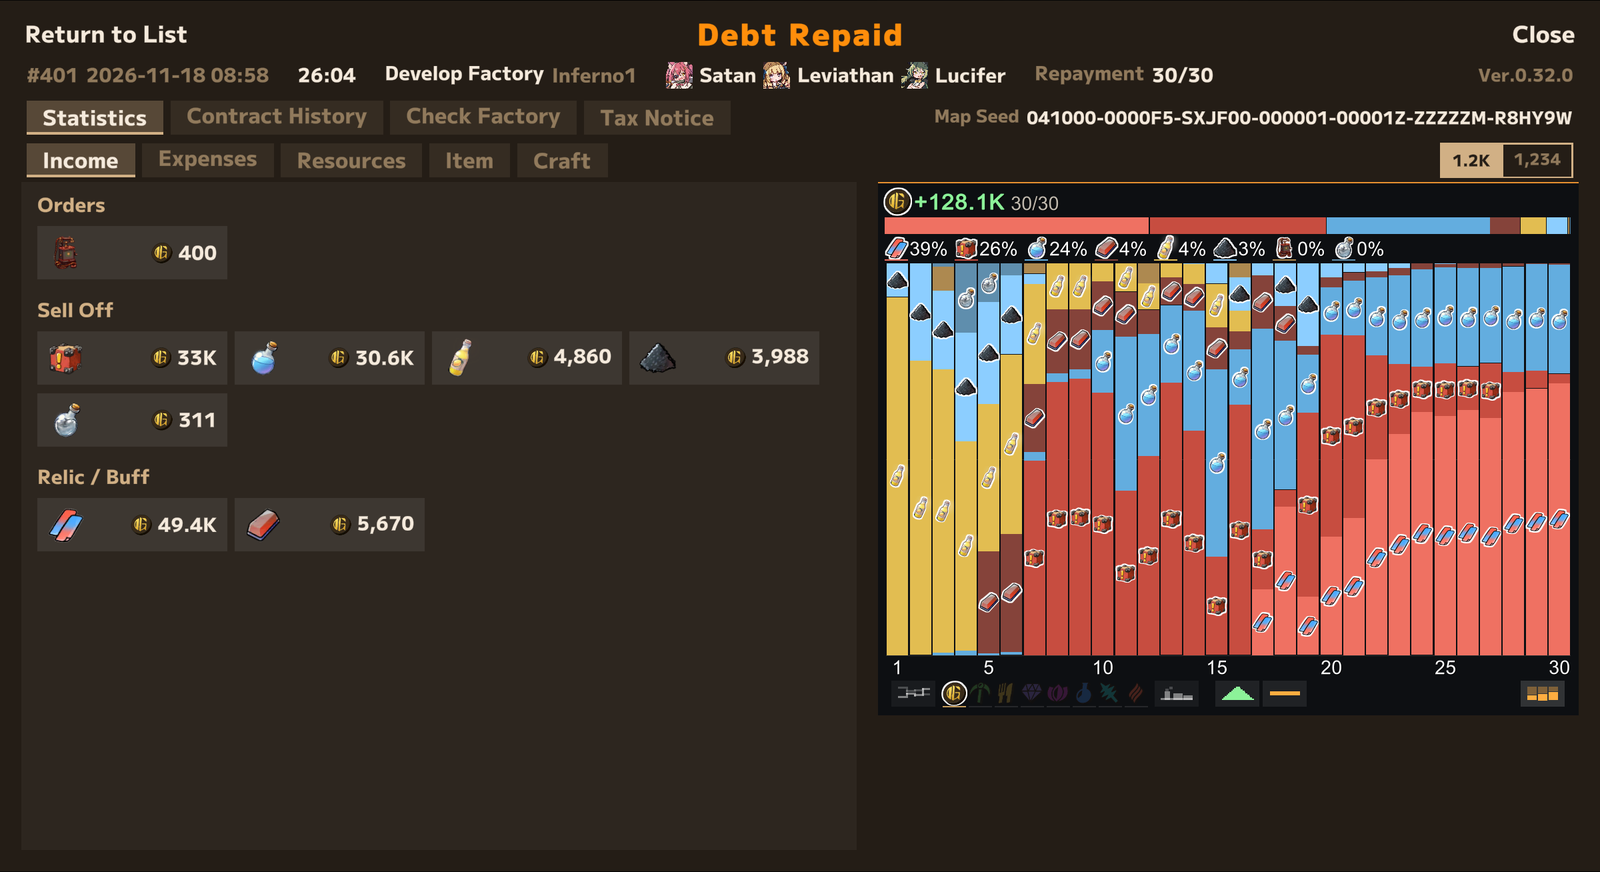 Return to List
Debt Repaid
Close
#401 2026-11-18 08:58 26:04 Develop Factory Inferno1 Satan Leviathan Lucifer Repayment 30/30 Ver.0.32.0
Statistics Contract History Check Factory Tax Notice Map Seed 041000-0000F5-SXJF00-000001-00001Z-ZZZZZM-R8HY9W
Income Expenses Resources Item Craft 1.2K 1,234
Orders
400
Sell Off
33K 30.6K 4,860 3,988
311
Relic / Buff
49.4K 5,670
+128.1K 30/30
39% 26% 24% 4% 4% 3% 0% 0%
1 5 10 15 20 25 30